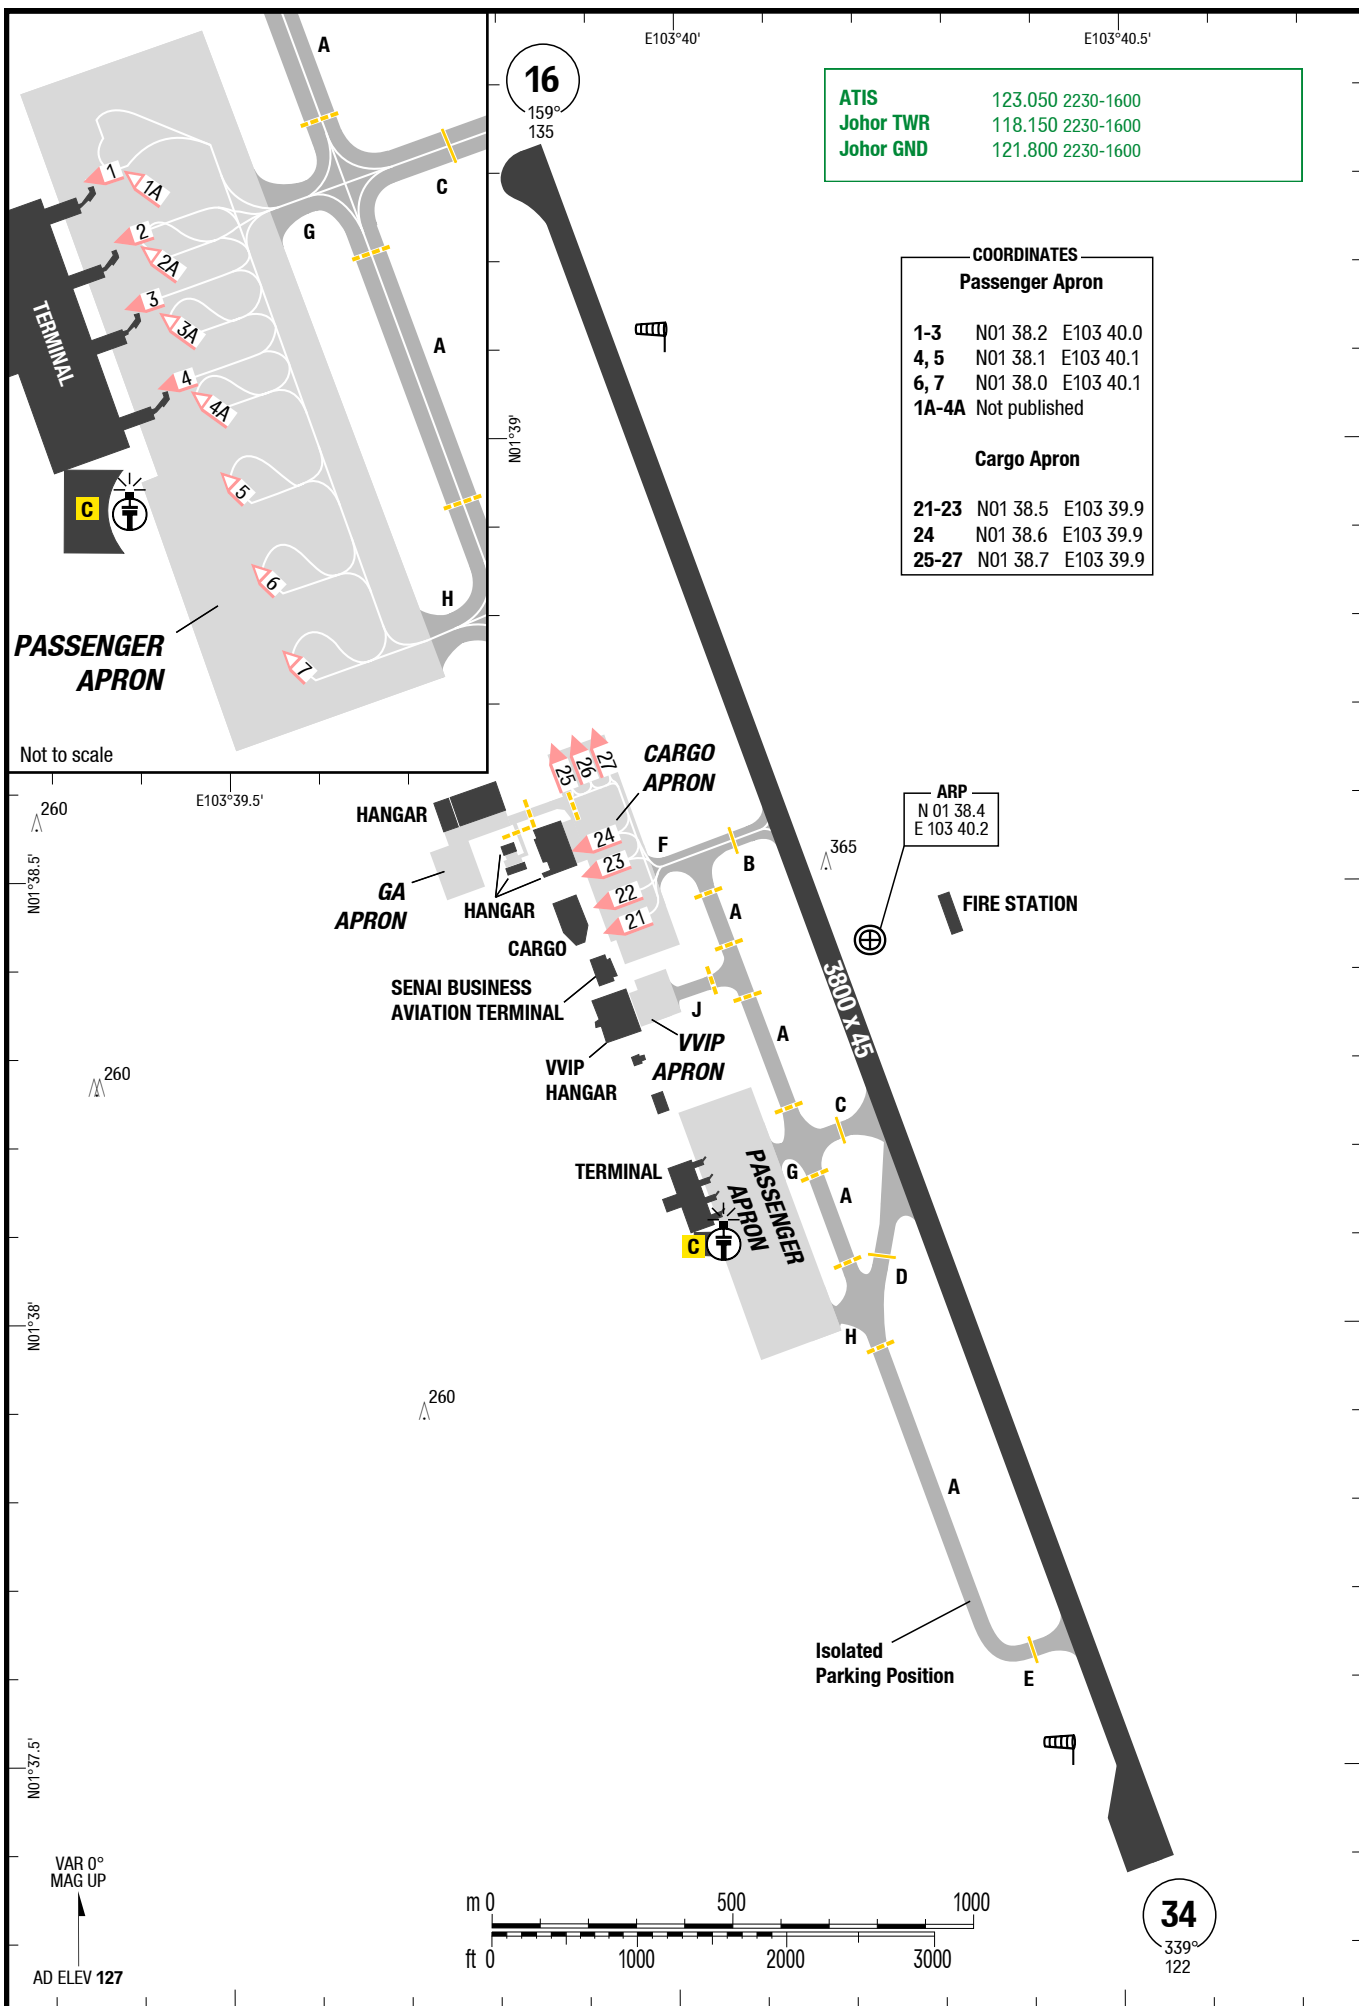 A
C
G
A
H
1
1A
2
2A
3
3A
4
4A
5
6
7
TERMINAL
C
PASSENGER
APRON
Not to scale
16
159°
135
E103°40'
E103°40.5'
ATIS 123.050 2230-1600
Johor TWR 118.150 2230-1600
Johor GND 121.800 2230-1600
COORDINATES
Passenger Apron
1-3 N01 38.2 E103 40.0
4, 5 N01 38.1 E103 40.1
6, 7 N01 38.0 E103 40.1
1A-4A Not published
Cargo Apron
21-23 N01 38.5 E103 39.9
24 N01 38.6 E103 39.9
25-27 N01 38.7 E103 39.9
N01°39'
E103°39.5'
260
N01°38.5'
HANGAR
25
26
27
CARGO
APRON
24
23
22
21
F
B
A
GA
APRON
HANGAR
CARGO
SENAI BUSINESS
AVIATION TERMINAL
J
VVIP
APRON
VVIP
HANGAR
365
ARP
N 01 38.4
E 103 40.2
FIRE STATION
3800 x 45
A
260
C
TERMINAL
PASSENGER
APRON
G
A
C
D
H
N01°38'
260
A
Isolated
Parking Position
E
N01°37.5'
VAR 0°
MAG UP
AD ELEV 127
m 0 500 1000
ft 0 1000 2000 3000
34
339°
122